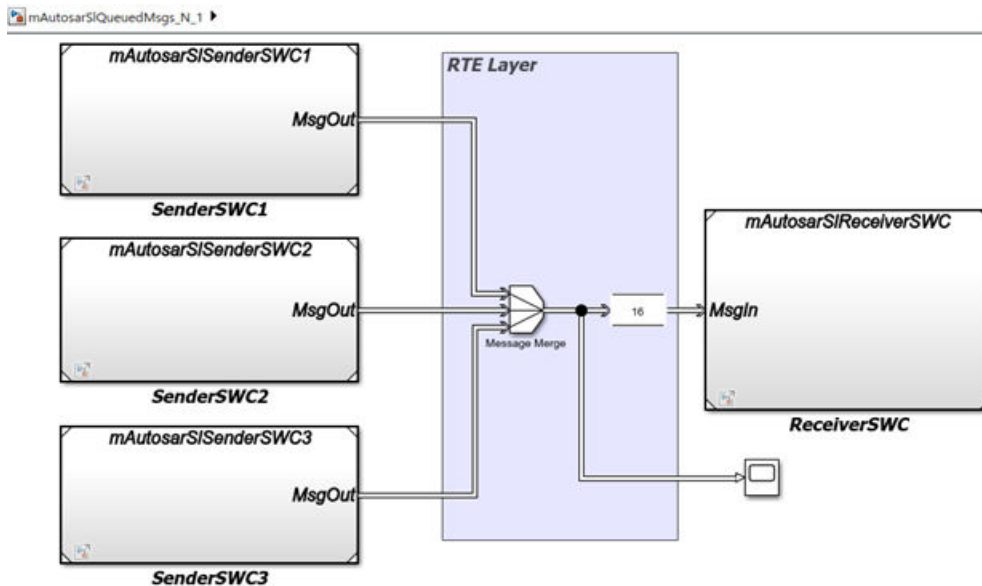 mAutosarSlQueuedMsgs_N_1
mAutosarSlSenderSWC1
MsgOut
SenderSWC1
mAutosarSlSenderSWC2
MsgOut
SenderSWC2
mAutosarSlSenderSWC3
MsgOut
SenderSWC3
RTE Layer
Message Merge
16
mAutosarSlReceiverSWC
MsgIn
ReceiverSWC